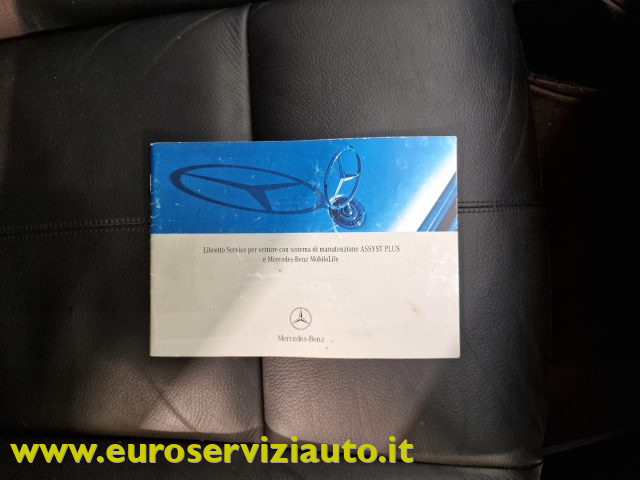 Libretto Service per vetture con sistema di manutenzione ASSYST PLUS
e Mercedes-Benz MobiloLife
Mercedes-Benz
www.euroserviziauto.it